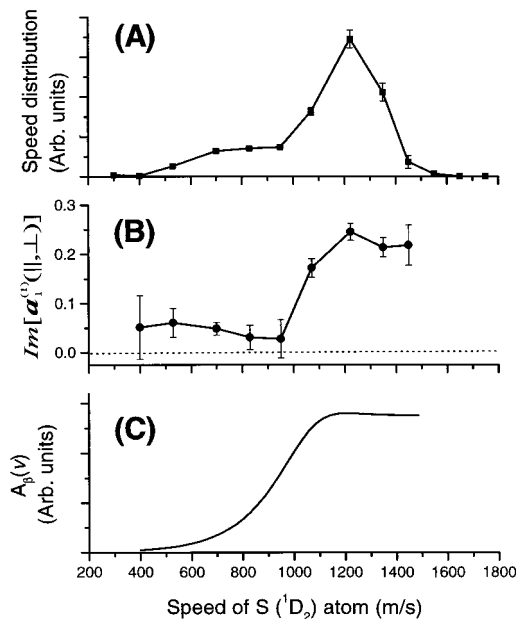 (A)
Speed distribution
(Arb. units)
(B)
Im[a₁⁽¹⁾(||,⊥)]
0.3
0.2
0.1
0.0
(C)
Aᵦ(v)
(Arb. units)
200 400 600 800 1000 1200 1400 1600 1800
Speed of S (¹D₂) atom (m/s)